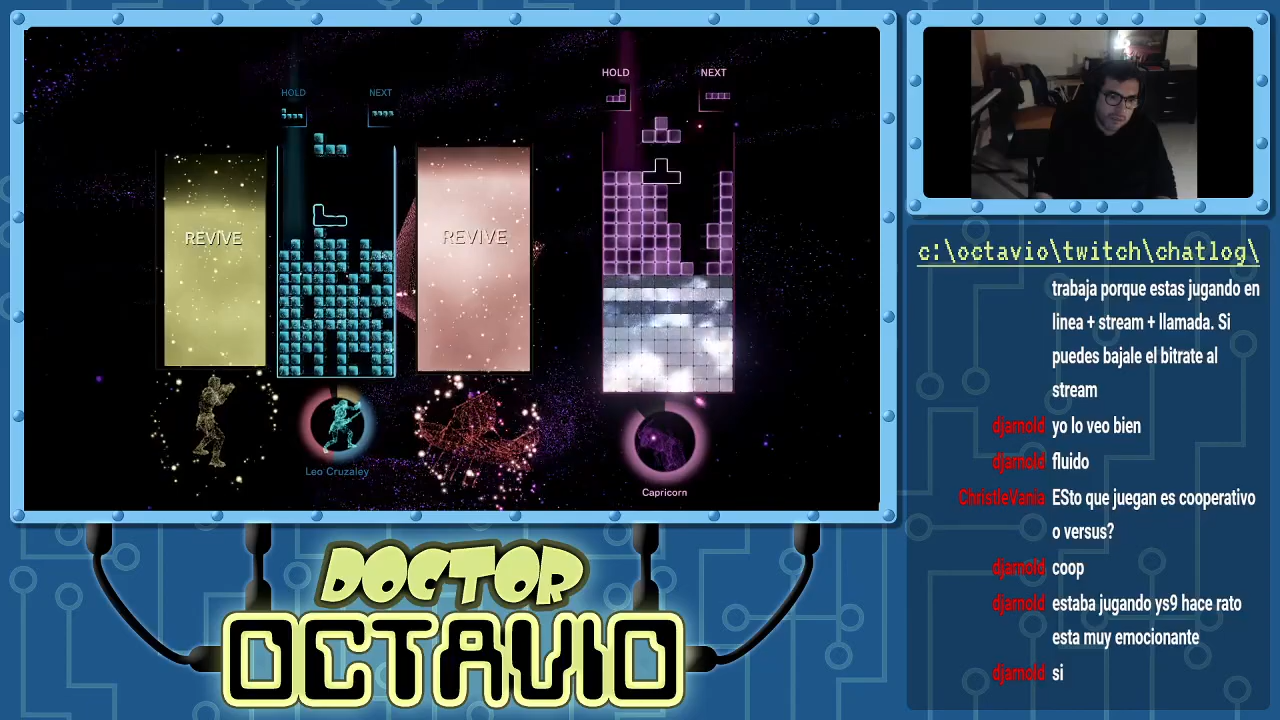 HOLD
NEXT
HOLD
NEXT
REVIVE
REVIVE
Leo Cruzaley
Capricorn
DOCTOR
OCTAVIO
c:\octavio\twitch\chatlog\
trabaja porque estas jugando en
linea + stream + llamada. Si
puedes bajale el bitrate al
stream
djarnold yo lo veo bien
djarnold fluido
ChristleVania ESto que juegan es cooperativo
o versus?
djarnold coop
djarnold estaba jugando ys9 hace rato
esta muy emocionante
djarnold si